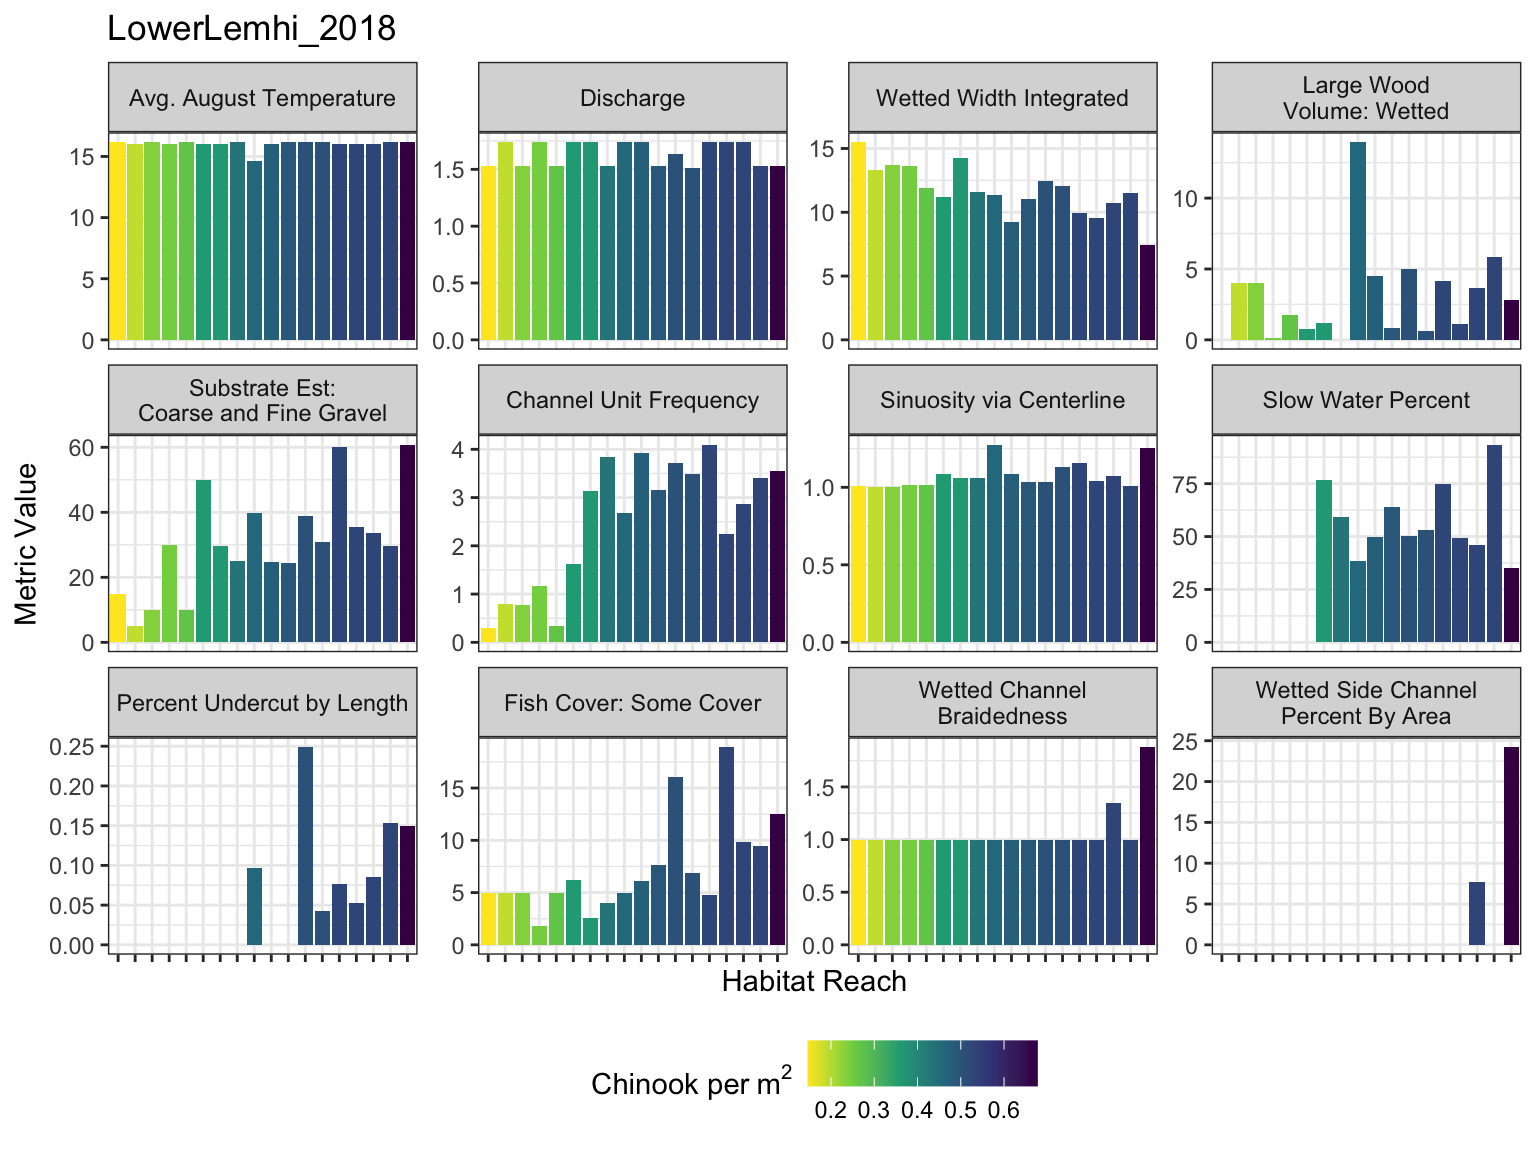 LowerLemhi_2018
Avg. August Temperature
Discharge
Wetted Width Integrated
Large Wood
Volume: Wetted
15
10
5
0
1.5
1.0
0.5
0.0
15
10
5
0
10
5
0
Substrate Est:
Coarse and Fine Gravel
Channel Unit Frequency
Sinuosity via Centerline
Slow Water Percent
60
40
20
0
4
3
2
1
0
1.0
0.5
0.0
75
50
25
0
Metric Value
Percent Undercut by Length
Fish Cover: Some Cover
Wetted Channel
Braidedness
Wetted Side Channel
Percent By Area
0.25
0.20
0.15
0.10
0.05
0.00
15
10
5
0
1.5
1.0
0.5
0.0
25
20
15
10
5
0
Habitat Reach
Chinook per m²
0.2 0.3 0.4 0.5 0.6